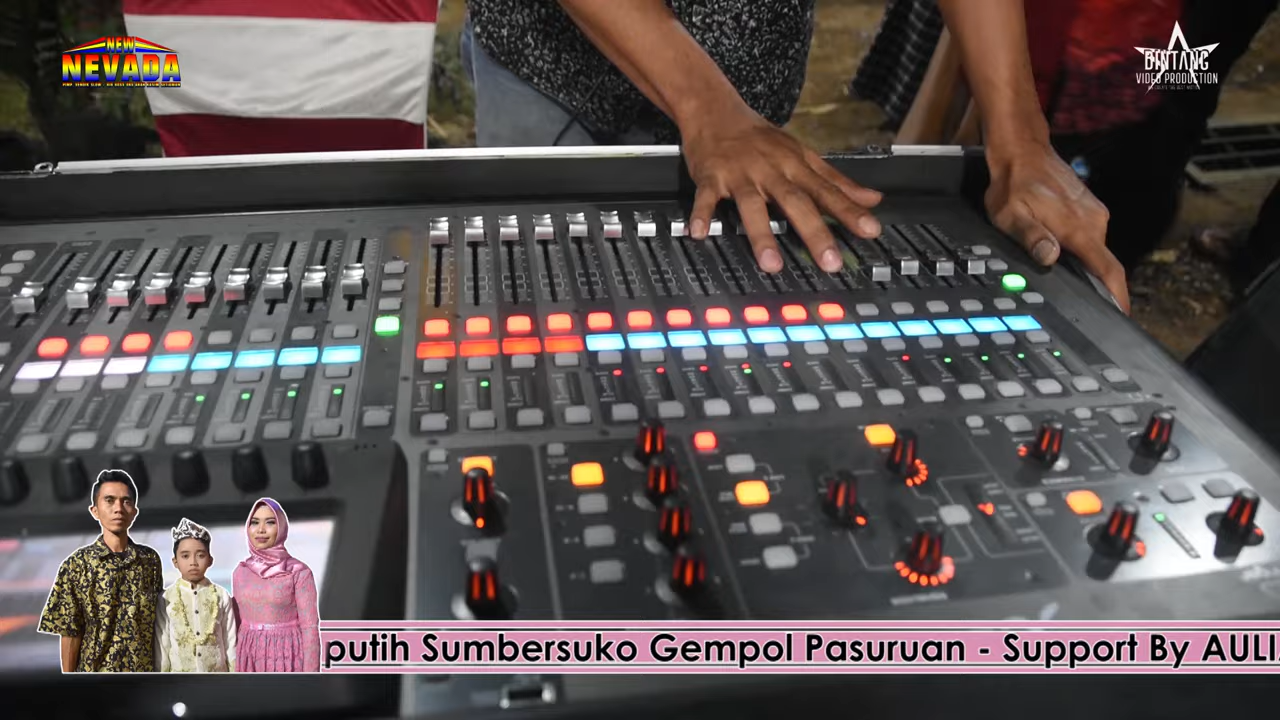 NEW
NEVADA
BINTANG
VIDEO PRODUCTION
putih Sumbersuko Gempol Pasuruan - Support By AULI